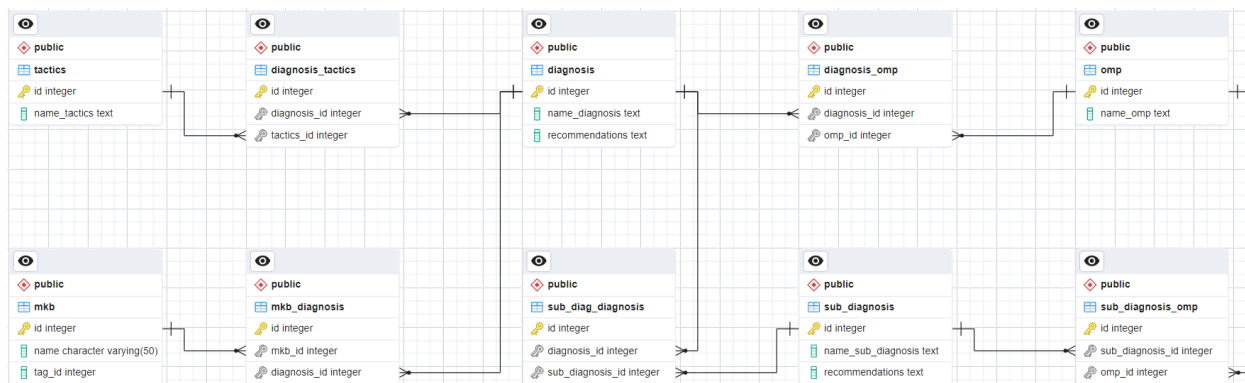 public
tactics
id integer
name_tactics text
public
diagnosis_tactics
id integer
diagnosis_id integer
tactics_id integer
public
diagnosis
id integer
name_diagnosis text
recommendations text
public
diagnosis_omp
id integer
diagnosis_id integer
omp_id integer
public
omp
id integer
name_omp text
public
mkb
id integer
name character varying(50)
tag_id integer
public
mkb_diagnosis
id integer
mkb_id integer
diagnosis_id integer
public
sub_diag_diagnosis
id integer
diagnosis_id integer
sub_diagnosis_id integer
public
sub_diagnosis
id integer
name_sub_diagnosis text
recommendations text
public
sub_diagnosis_omp
id integer
sub_diagnosis_id integer
omp_id integer